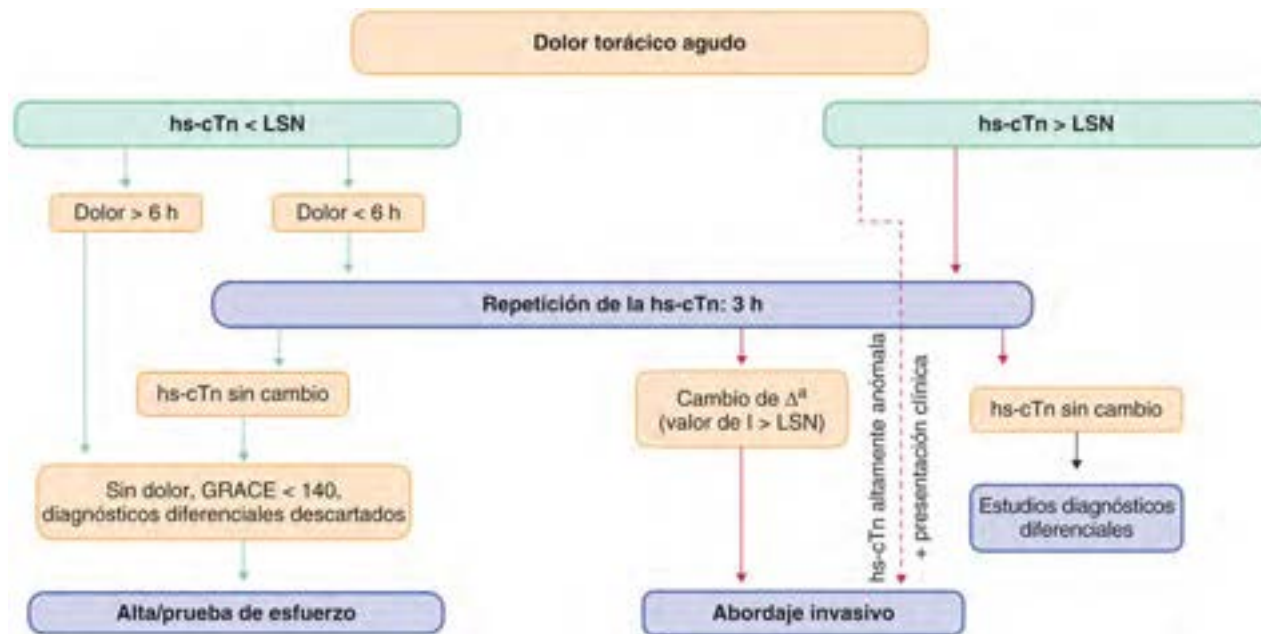 Dolor torácico agudo
hs-cTn < LSN
hs-cTn > LSN
Dolor > 6 h
Dolor < 6 h
Repetición de la hs-cTn: 3 h
hs-cTn sin cambio
Cambio de Δª
(valor de I > LSN)
hs-cTn altamente anómala
+ presentación clínica
hs-cTn sin cambio
Sin dolor, GRACE < 140,
diagnósticos diferenciales descartados
Estudios diagnósticos
diferenciales
Alta/prueba de esfuerzo
Abordaje invasivo